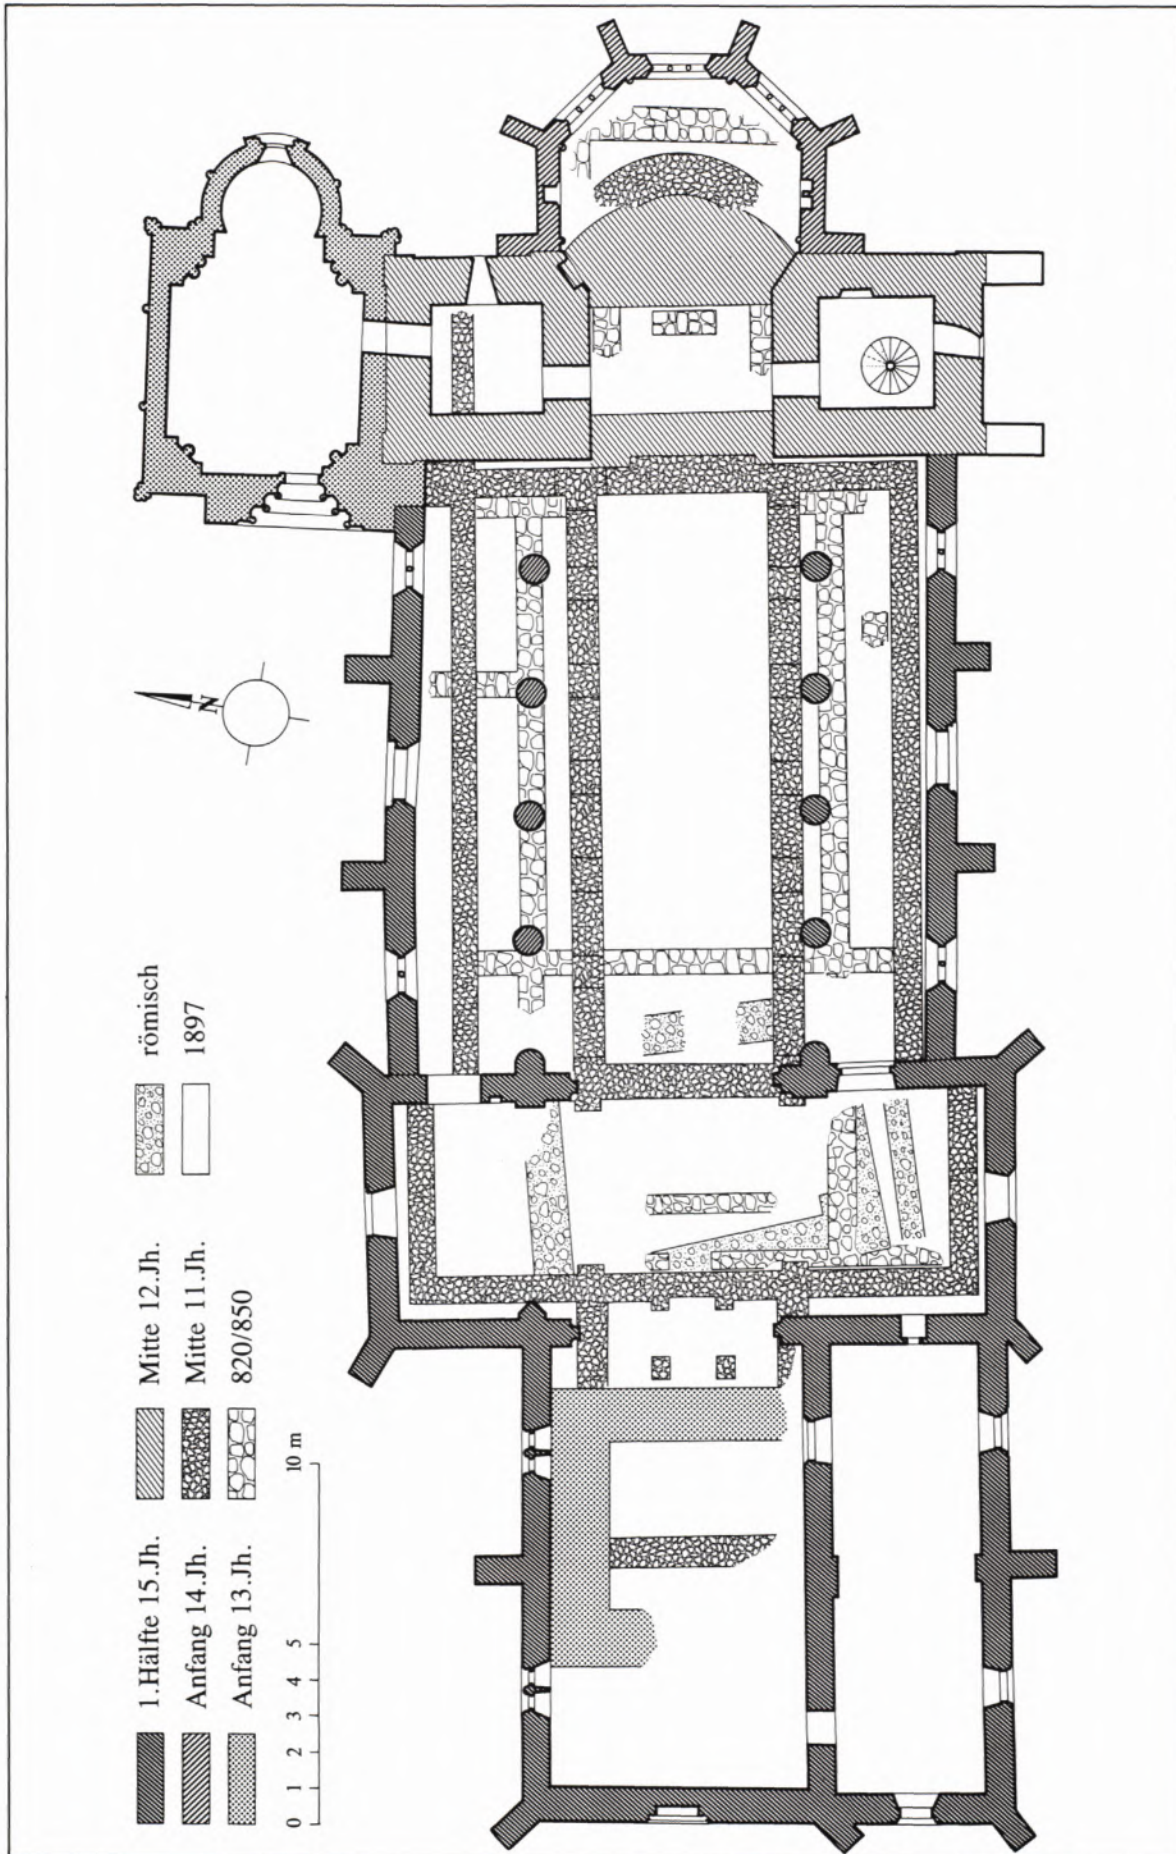 1.Hälfte 15.Jh.
Anfang 14.Jh.
Anfang 13.Jh.
Mitte 12.Jh.
Mitte 11.Jh.
820/850
römisch
1897
0 1 2 3 4 5 10 m
N